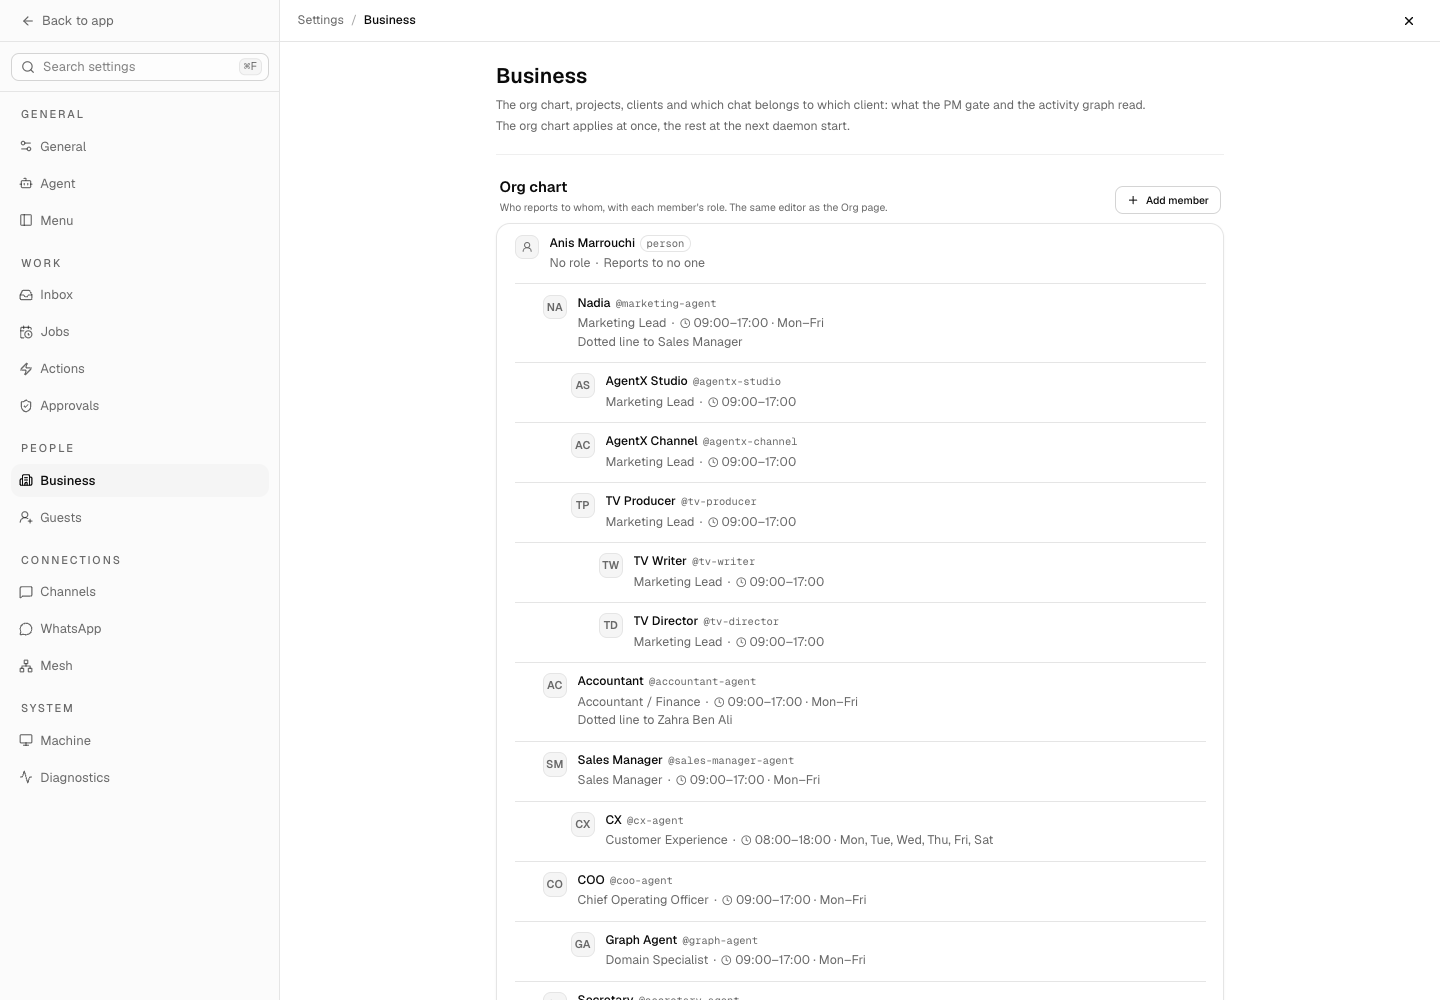 Back to app
Settings / Business
Search settings ⌘F
GENERAL
General
Agent
Menu
WORK
Inbox
Jobs
Actions
Approvals
PEOPLE
Business
Guests
CONNECTIONS
Channels
WhatsApp
Mesh
SYSTEM
Machine
Diagnostics
Business
The org chart, projects, clients and which chat belongs to which client: what the PM gate and the activity graph read.
The org chart applies at once, the rest at the next daemon start.
Org chart
Who reports to whom, with each member's role. The same editor as the Org page.
Add member
Anis Marrouchi person
No role · Reports to no one
NA Nadia @marketing-agent
Marketing Lead · 09:00–17:00 · Mon–Fri
Dotted line to Sales Manager
AS AgentX Studio @agentx-studio
Marketing Lead · 09:00–17:00
AC AgentX Channel @agentx-channel
Marketing Lead · 09:00–17:00
TP TV Producer @tv-producer
Marketing Lead · 09:00–17:00
TW TV Writer @tv-writer
Marketing Lead · 09:00–17:00
TD TV Director @tv-director
Marketing Lead · 09:00–17:00
AC Accountant @accountant-agent
Accountant / Finance · 09:00–17:00 · Mon–Fri
Dotted line to Zahra Ben Ali
SM Sales Manager @sales-manager-agent
Sales Manager · 09:00–17:00 · Mon–Fri
CX CX @cx-agent
Customer Experience · 08:00–18:00 · Mon, Tue, Wed, Thu, Fri, Sat
CO COO @coo-agent
Chief Operating Officer · 09:00–17:00 · Mon–Fri
GA Graph Agent @graph-agent
Domain Specialist · 09:00–17:00 · Mon–Fri
Secretary @secretary-agent